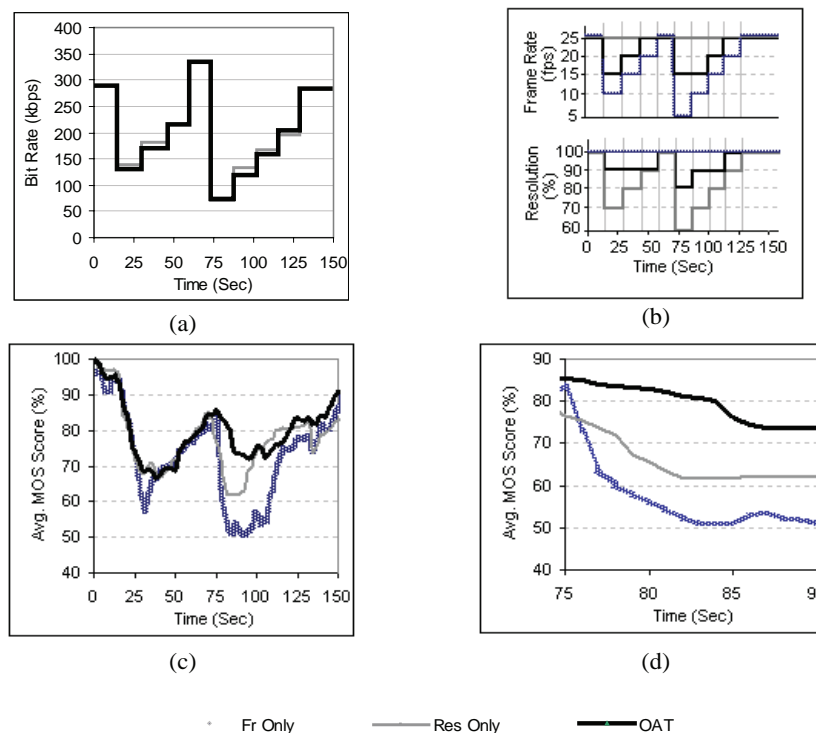 400
350
300
250
200
150
100
50
0
Bit Rate (kbps)
0 25 50 75 100 125 150
Time (Sec)
(a)
25
20
15
10
5
Frame Rate
(fps)
100
90
80
70
60
Resolution
(%)
0 25 50 75 100 125 150
Time (Sec)
(b)
100
90
80
70
60
50
40
Avg. MOS Score (%)
0 25 50 75 100 125 150
Time (Sec)
(c)
90
80
70
60
50
40
Avg. MOS Score (%)
75 80 85
Time (Sec)
(d)
Fr Only Res Only OAT